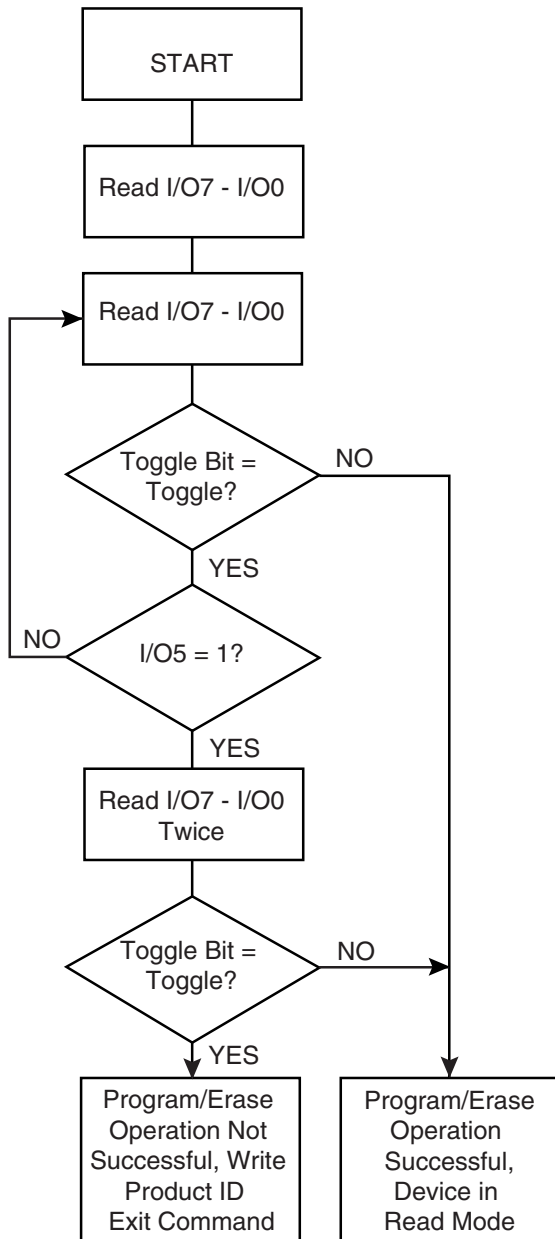 START
Read I/O7 - I/O0
Read I/O7 - I/O0
Toggle Bit =
Toggle?
NO
YES
NO
I/O5 = 1?
YES
Read I/O7 - I/O0
Twice
Toggle Bit =
Toggle?
NO
YES
Program/Erase
Operation Not
Successful, Write
Product ID
Exit Command
Program/Erase
Operation
Successful,
Device in
Read Mode